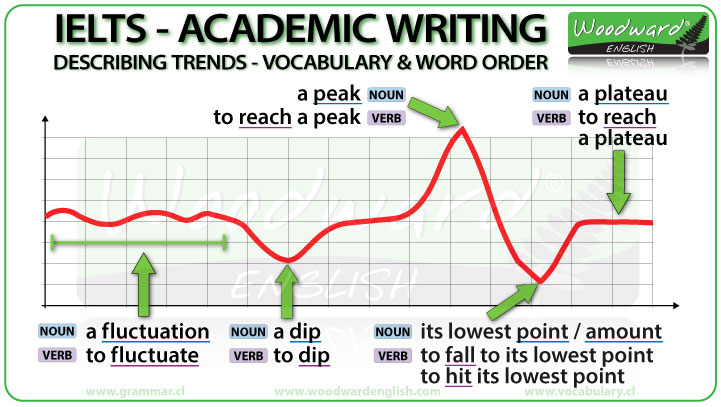 IELTS - ACADEMIC WRITING
DESCRIBING TRENDS - VOCABULARY & WORD ORDER
Woodward®
ENGLISH
a peak NOUN
to reach a peak VERB
NOUN a plateau
VERB to reach
a plateau
Woodward®
ENGLISH
NOUN a fluctuation
VERB to fluctuate
NOUN a dip
VERB to dip
NOUN its lowest point / amount
VERB to fall to its lowest point
to hit its lowest point
www.grammar.cl
www.woodwardenglish.com
www.vocabulary.cl